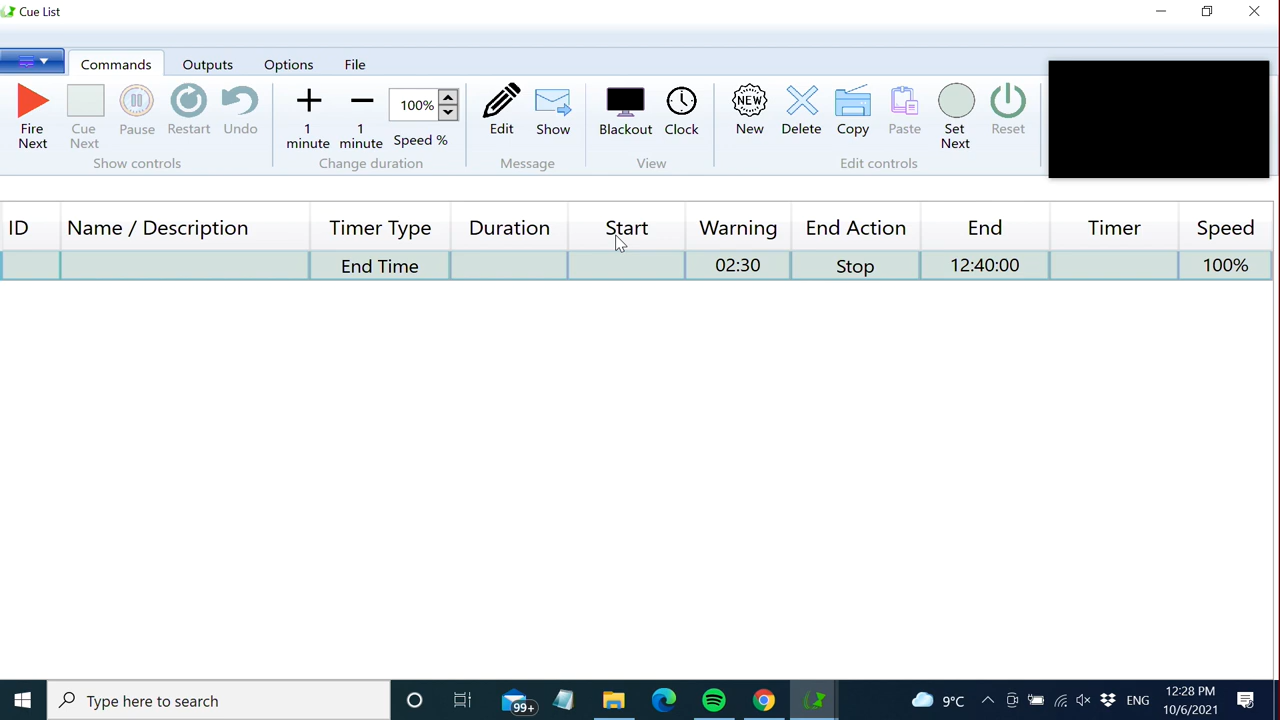 Cue List
Commands Outputs Options File
Fire Next
Cue Next
Pause
Restart
Undo
1 minute
1 minute
100%
Speed %
Edit
Show
Blackout
Clock
NEW
New
Delete
Copy
Paste
Set Next
Reset
Show controls
Change duration
Message
View
Edit controls
ID Name / Description Timer Type Duration Start Warning End Action End Timer Speed
End Time 02:30 Stop 12:40:00 100%
Type here to search
99+
9°C
ENG
12:28 PM
10/6/2021